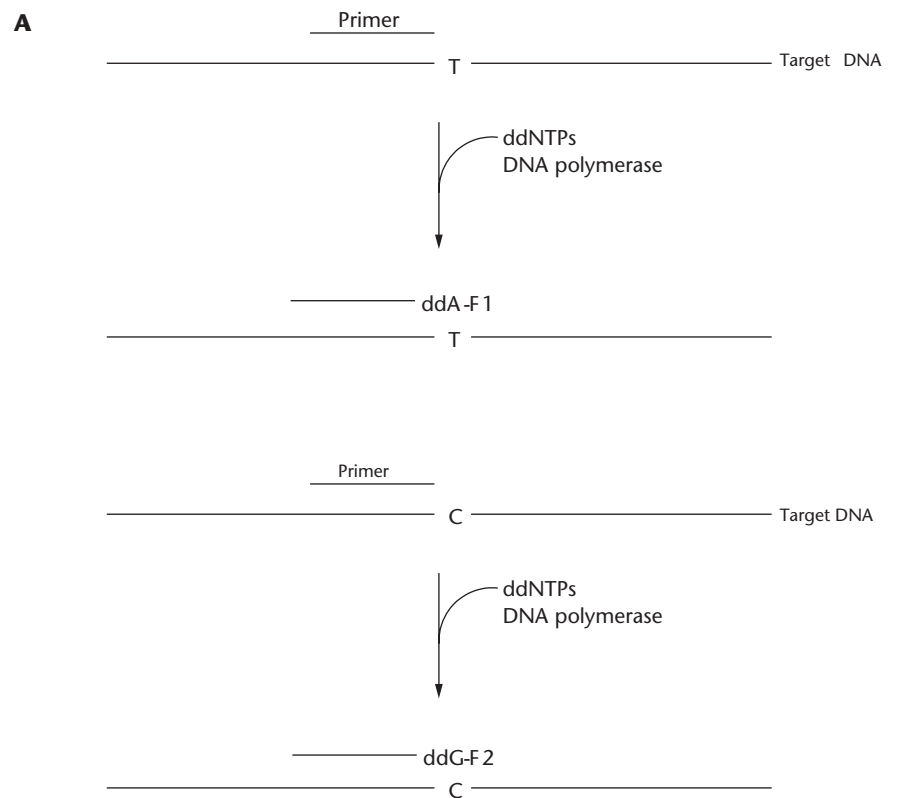 A
Primer
T
Target DNA
ddNTPs
DNA polymerase
ddA-F1
T
Primer
C
Target DNA
ddNTPs
DNA polymerase
ddG-F2
C